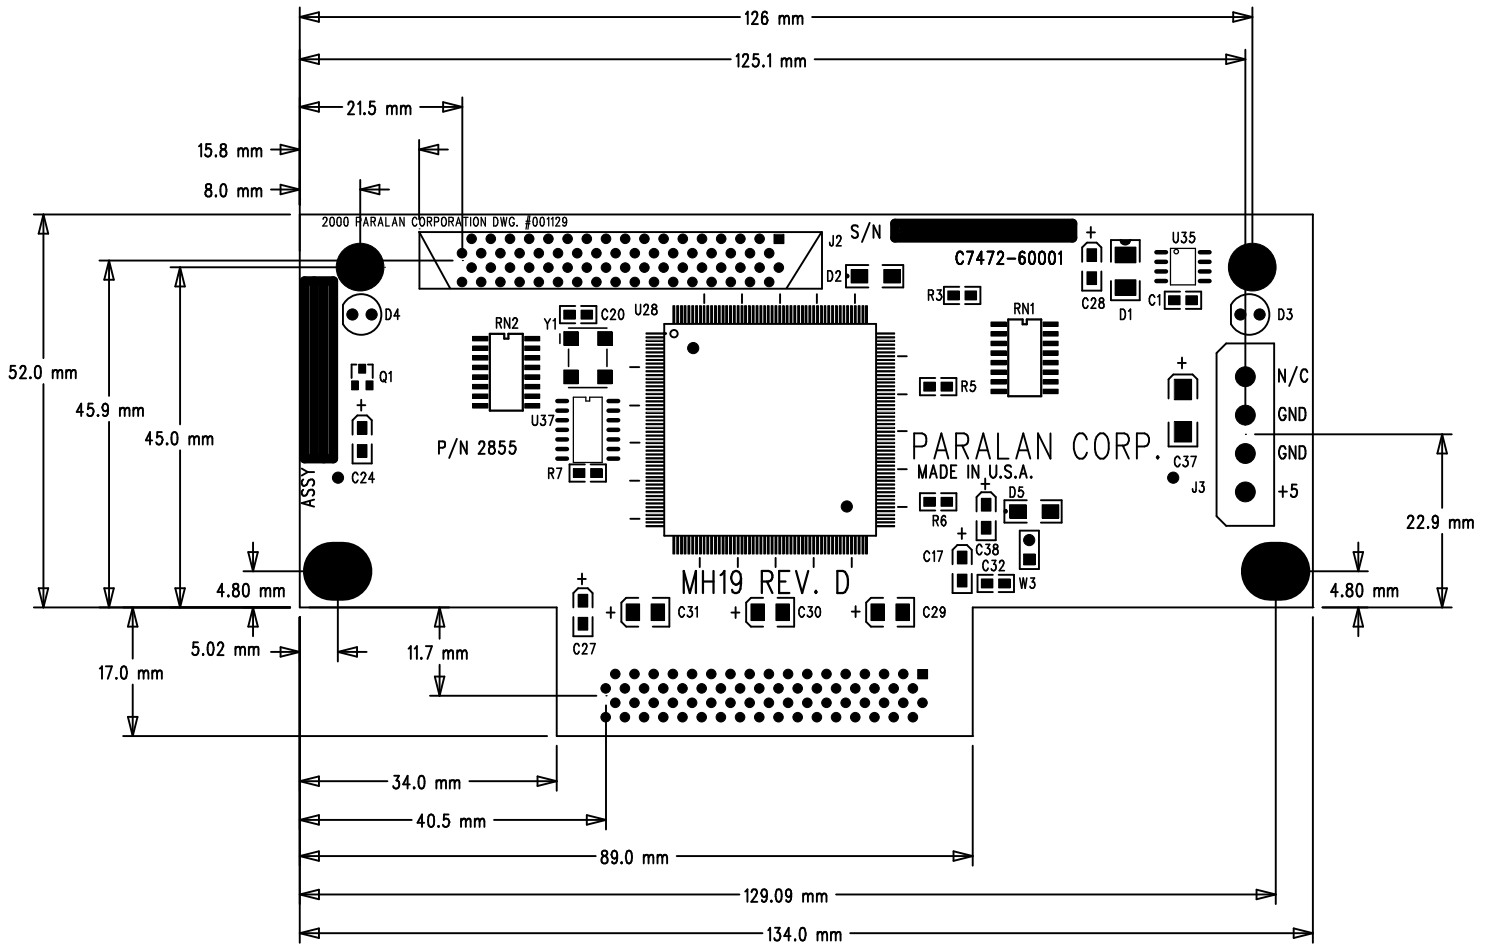 126 mm
125.1 mm
21.5 mm
15.8 mm
8.0 mm
2000 PARALAN CORPORATION DWG. #001129
J2
S/N
C7472-60001
+
U35
D2
R3
C28
D1
C1
D4
C20
U28
RN2
Y1
RN1
D3
52.0 mm
45.9 mm
45.0 mm
Q1
+
R5
+
N/C
GND
U37
P/N 2855
PARALAN CORP.
MADE IN U.S.A.
C37
GND
R7
C24
ASSY
+
D5
J3
+5
R6
22.9 mm
C17
+
C38
C32
W3
4.80 mm
MH19 REV. D
4.80 mm
+
+
C31
+
C30
+
C29
C27
5.02 mm
11.7 mm
17.0 mm
34.0 mm
40.5 mm
89.0 mm
129.09 mm
134.0 mm